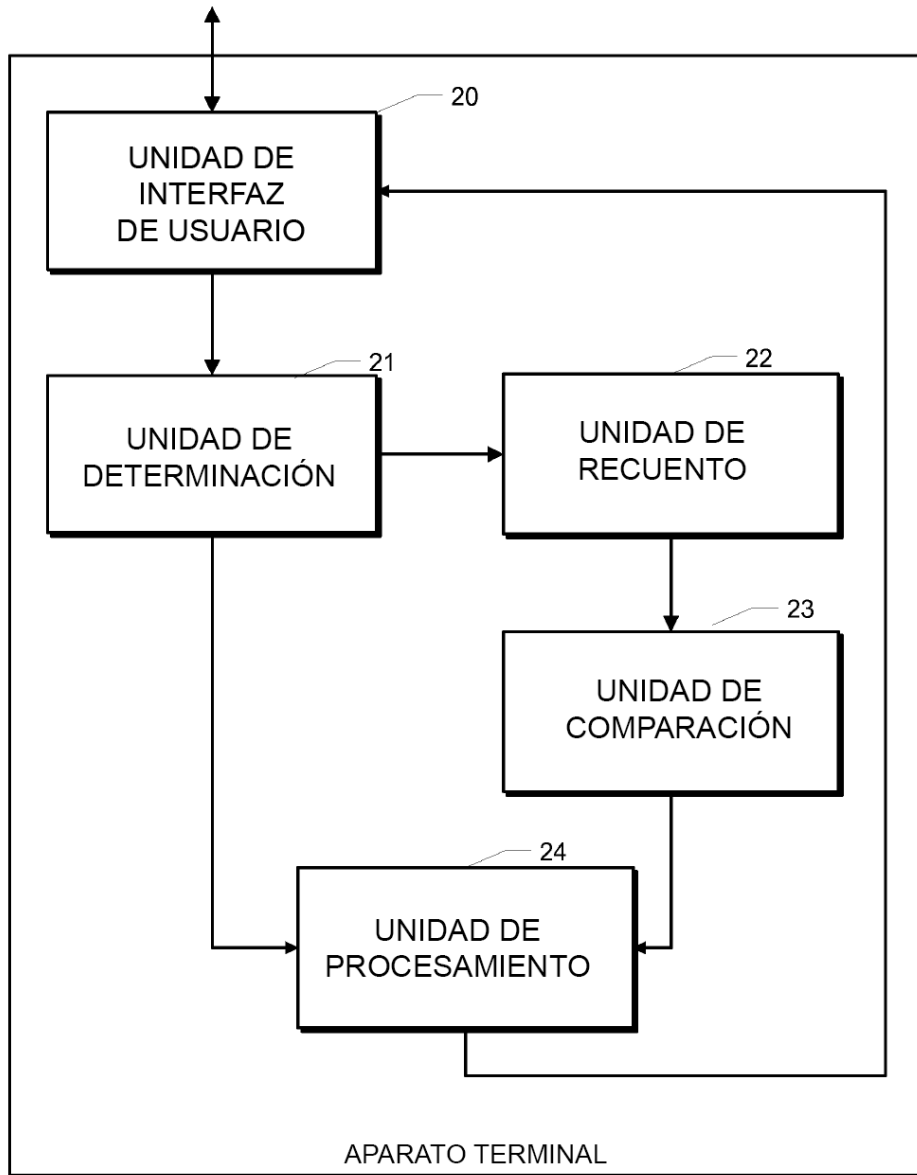 20
UNIDAD DE
INTERFAZ
DE USUARIO
21
UNIDAD DE
DETERMINACIÓN
22
UNIDAD DE
RECUENTO
23
UNIDAD DE
COMPARACIÓN
24
UNIDAD DE
PROCESAMIENTO
APARATO TERMINAL